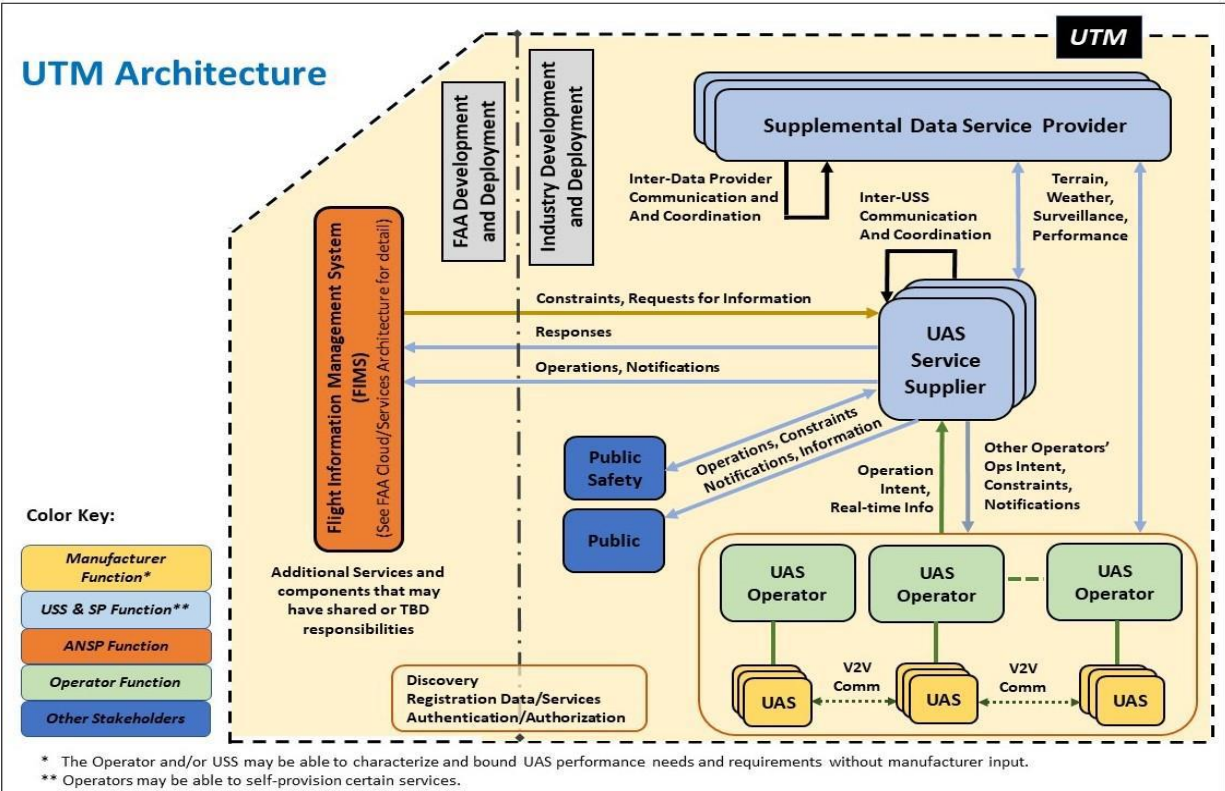 UTM Architecture
UTM
FAA Development
and Deployment
Industry Development
and Deployment
Supplemental Data Service Provider
Inter-Data Provider
Communication and
And Coordination
Inter-USS
Communication
And Coordination
Terrain,
Weather,
Surveillance,
Performance
Flight Information Management System
(FIMS)
(See FAA Cloud/Services Architecture for detail)
Constraints, Requests for Information
Responses
Operations, Notifications
UAS
Service
Supplier
Operations, Constraints
Notifications, Information
Public
Safety
Public
Operation
Intent,
Real-time Info
Other Operators'
Ops Intent,
Constraints,
Notifications
Color Key:
Manufacturer
Function*
USS & SP Function**
ANSP Function
Operator Function
Other Stakeholders
Additional Services and
components that may
have shared or TBD
responsibilities
Discovery
Registration Data/Services
Authentication/Authorization
UAS
Operator
UAS
Operator
UAS
Operator
V2V
Comm
V2V
Comm
UAS
UAS
UAS
* The Operator and/or USS may be able to characterize and bound UAS performance needs and requirements without manufacturer input.
** Operators may be able to self-provision certain services.